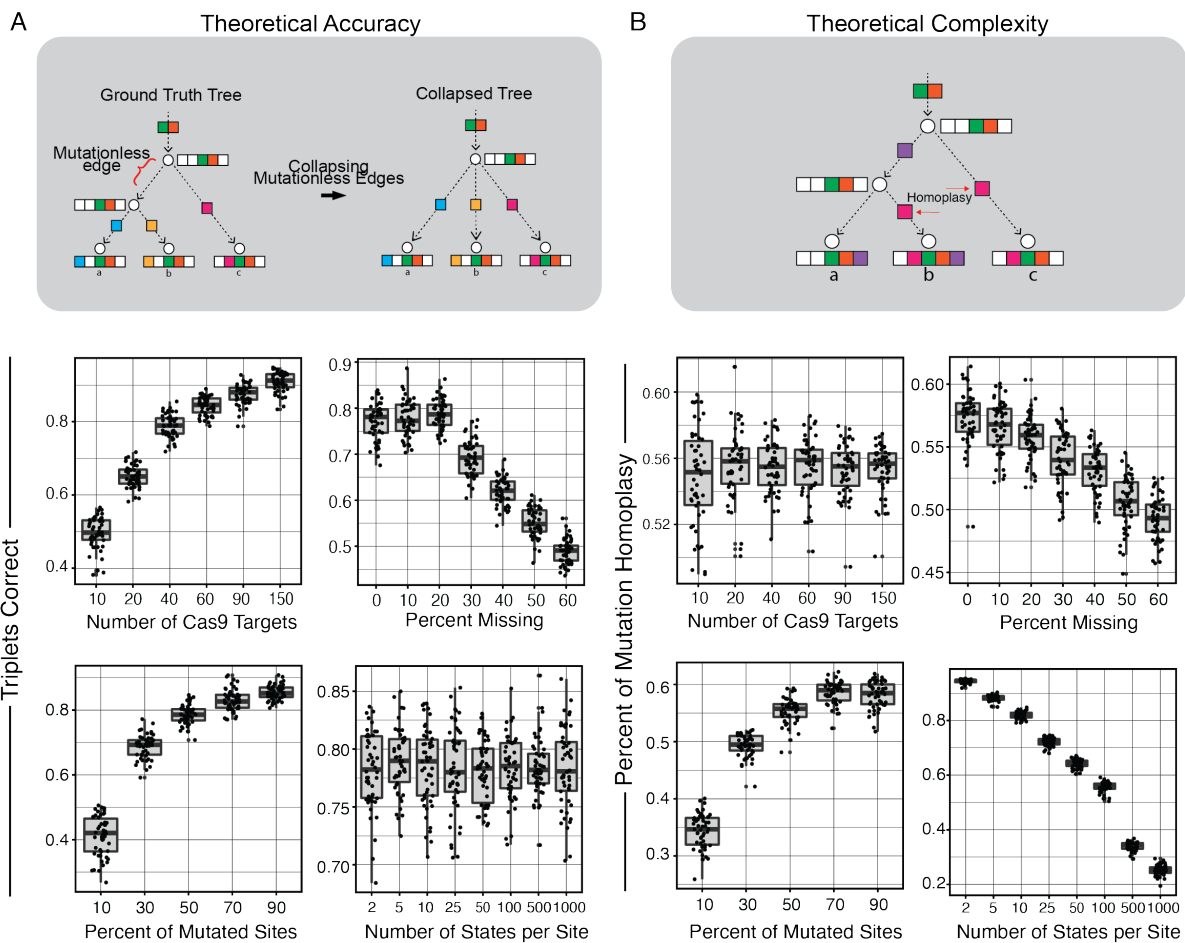 A
Theoretical Accuracy
Ground Truth Tree
Collapsed Tree
Mutationless
edge
Collapsing
Mutationless Edges
a
b
c
a
b
c
B
Theoretical Complexity
Homoplasy
a
b
c
Triplets Correct
0.8
0.6
0.4
10 20 40 60 90 150
Number of Cas9 Targets
0.9
0.8
0.7
0.6
0.5
0 10 20 30 40 50 60
Percent Missing
0.8
0.6
0.4
10 30 50 70 90
Percent of Mutated Sites
0.85
0.80
0.75
0.70
2 5 10 25 50 100 500 1000
Number of States per Site
Percent of Mutation Homoplasy
0.60
0.56
0.52
10 20 40 60 90 150
Number of Cas9 Targets
0.60
0.55
0.50
0.45
0 10 20 30 40 50 60
Percent Missing
0.6
0.5
0.4
0.3
10 30 50 70 90
Percent of Mutated Sites
0.8
0.6
0.4
0.2
2 5 10 25 50 100 500 1000
Number of States per Site